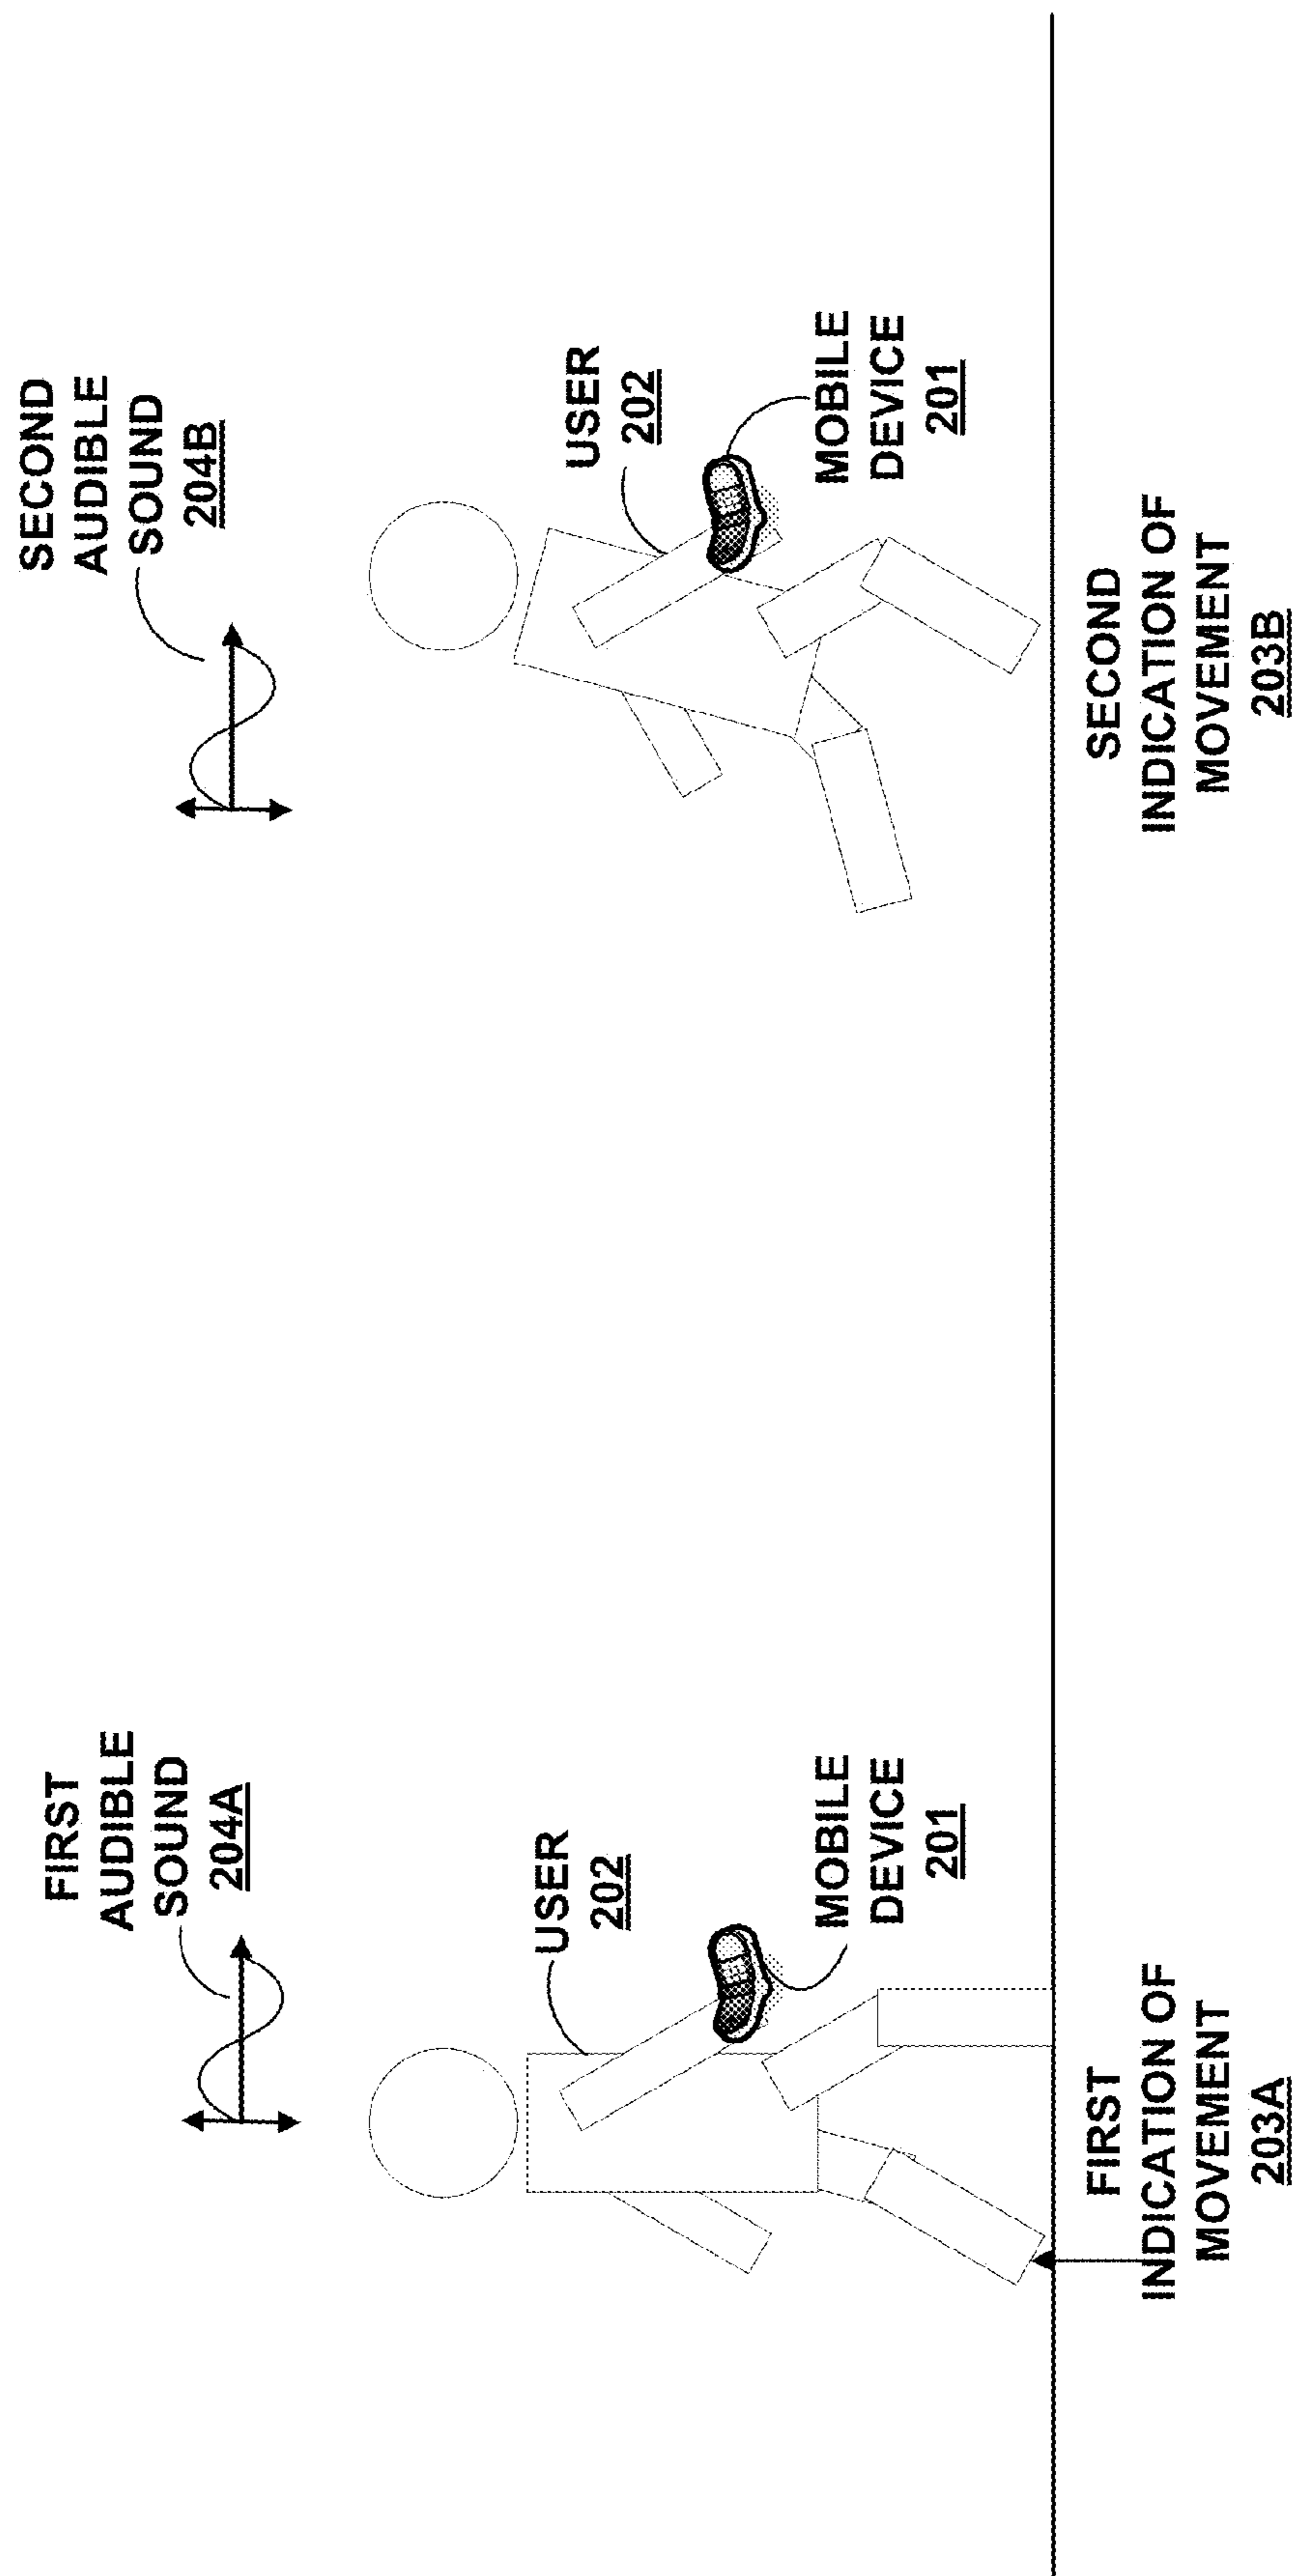 FIRST
AUDIBLE
SOUND
204A
USER
202
MOBILE
DEVICE
201
FIRST
INDICATION OF
MOVEMENT
203A
SECOND
AUDIBLE
SOUND
204B
USER
202
MOBILE
DEVICE
201
SECOND
INDICATION OF
MOVEMENT
203B